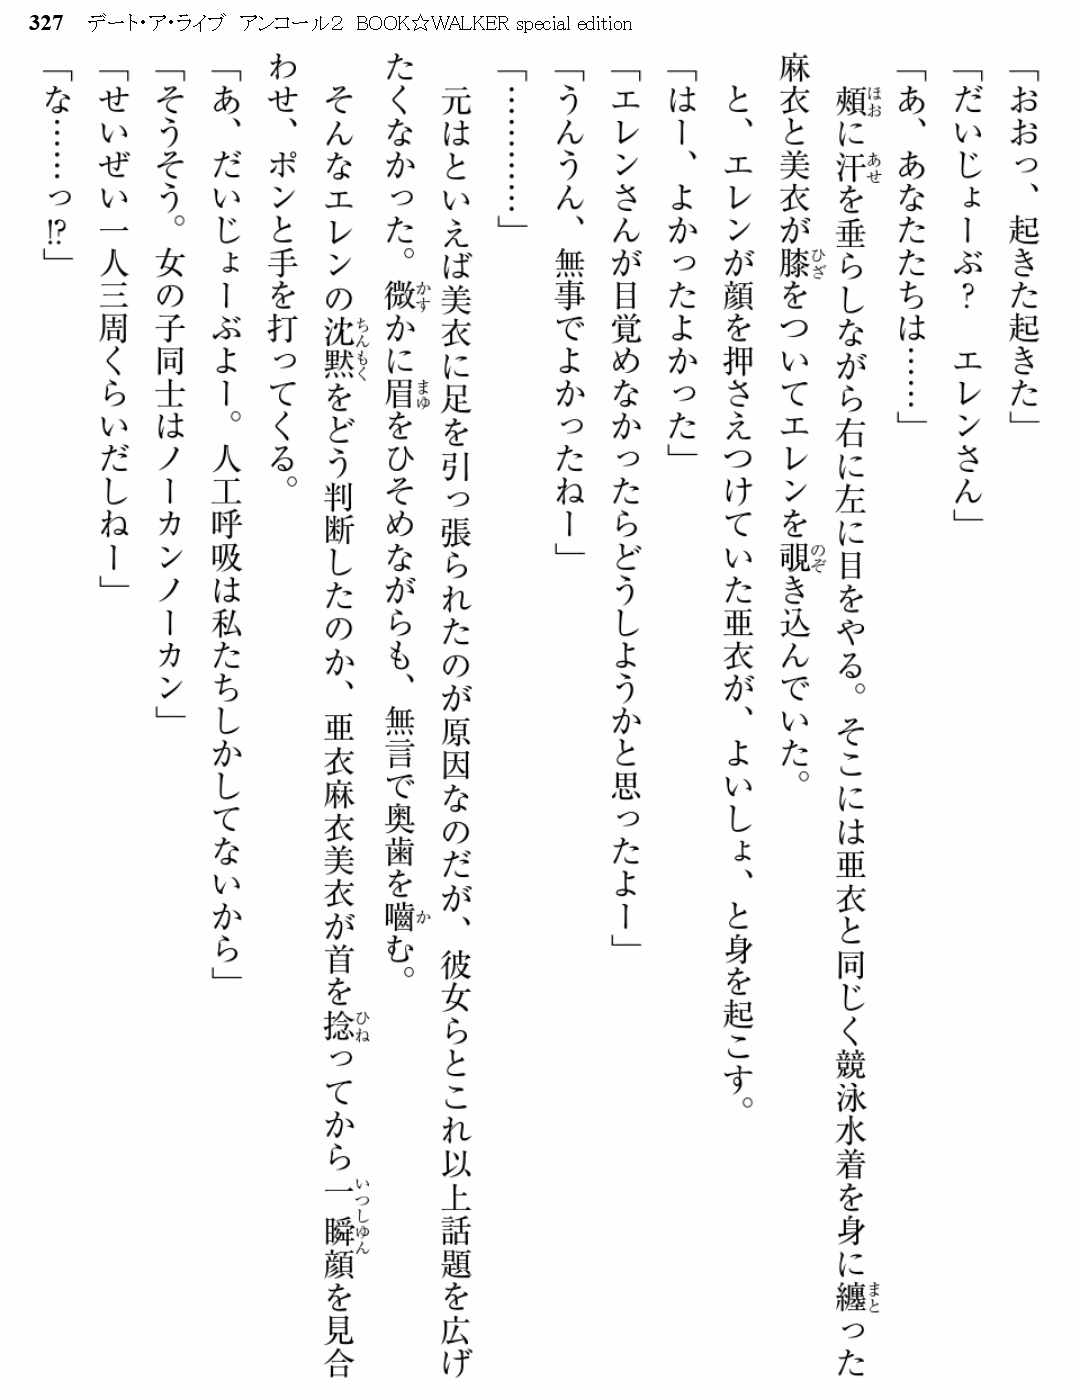 327 デート・ア・ライブ アンコール2 BOOK☆WALKER special edition
「おおっ、起きた起きた」
「だいじょーぶ？　エレンさん」
「あ、あなたたちは……」
　頰に汗を垂らしながら右に左に目をやる。そこには亜衣と同じく競泳水着を身に纏った
麻衣と美衣が膝をついてエレンを覗き込んでいた。
　と、エレンが顔を押さえつけていた亜衣が、よいしょ、と身を起こす。
「はー、よかったよかった」
「エレンさんが目覚めなかったらどうしようかと思ったよー」
「うんうん、無事でよかったねー」
「…………」
　元はといえば美衣に足を引っ張られたのが原因なのだが、彼女らとこれ以上話題を広げ
たくなかった。微かに眉をひそめながらも、無言で奥歯を嚙む。
　そんなエレンの沈黙をどう判断したのか、亜衣麻衣美衣が首を捻ってから一瞬顔を見合
わせ、ポンと手を打ってくる。
「あ、だいじょーぶよー。人工呼吸は私たちしかしてないから」
「そうそう。女の子同士はノーカンノーカン」
「せいぜい一人三周くらいだしねー」
「な……っ⁉」